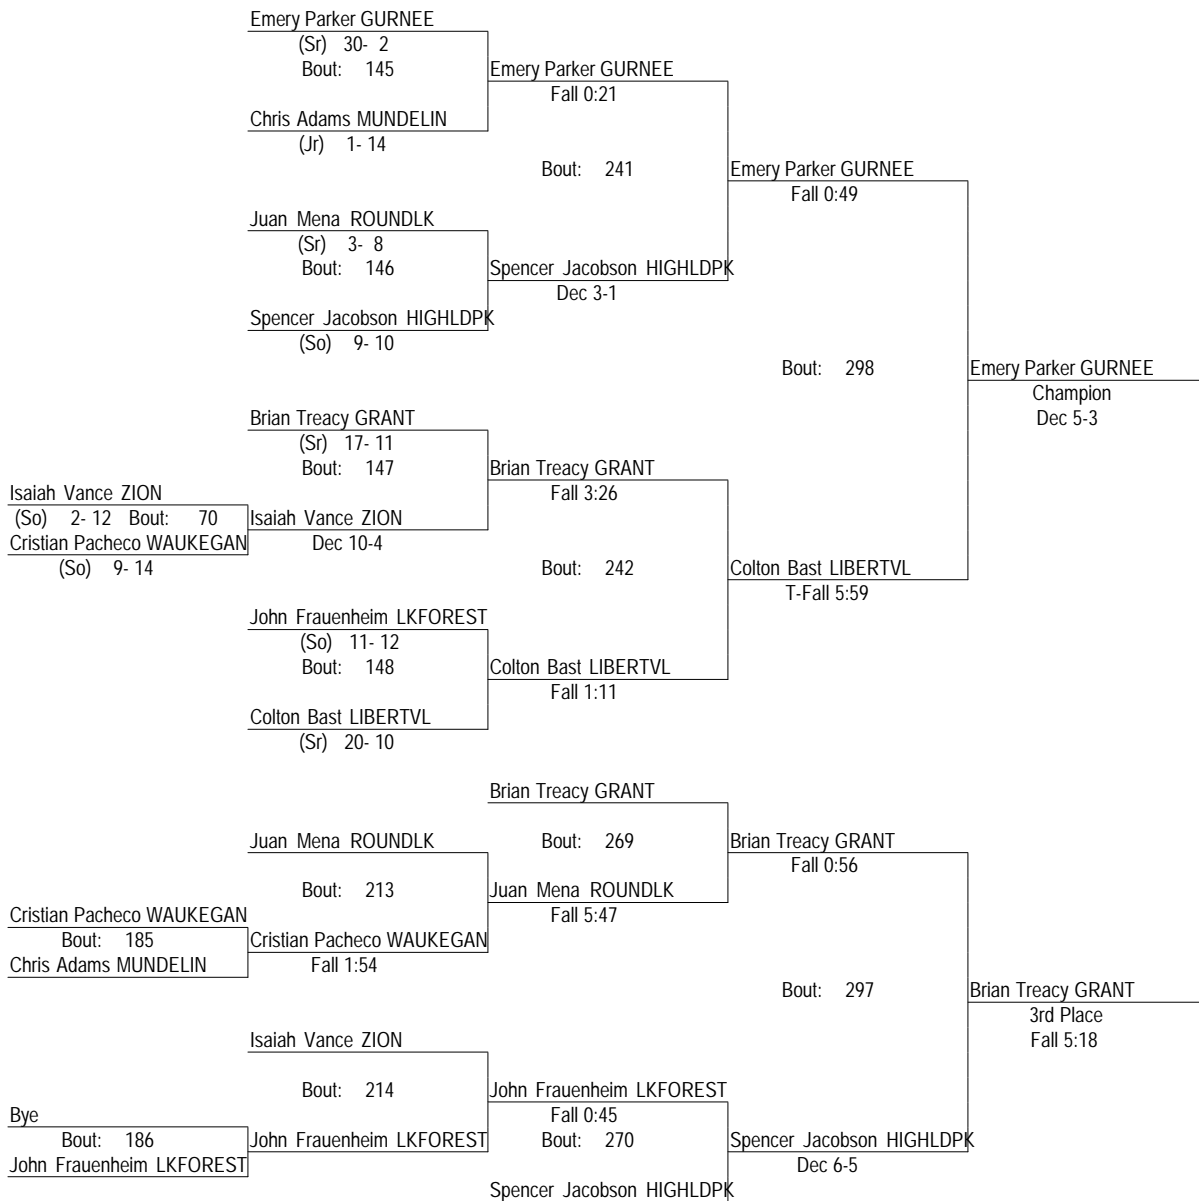 Emery Parker GURNEE
(Sr) 30- 2
Bout: 145
Emery Parker GURNEE
Fall 0:21
Chris Adams MUNDELIN
(Jr) 1- 14
Bout: 241
Emery Parker GURNEE
Fall 0:49
Juan Mena ROUNDLK
(Sr) 3- 8
Bout: 146
Spencer Jacobson HIGHLDPK
Dec 3-1
Spencer Jacobson HIGHLDPK
(So) 9- 10
Bout: 298
Emery Parker GURNEE
Champion
Dec 5-3
Brian Treacy GRANT
(Sr) 17- 11
Bout: 147
Brian Treacy GRANT
Fall 3:26
Isaiah Vance ZION
(So) 2- 12 Bout: 70
Isaiah Vance ZION
Dec 10-4
Cristian Pacheco WAUKEGAN
(So) 9- 14
Bout: 242
Colton Bast LIBERTVL
T-Fall 5:59
John Frauenheim LKFOREST
(So) 11- 12
Bout: 148
Colton Bast LIBERTVL
Fall 1:11
Colton Bast LIBERTVL
(Sr) 20- 10
Brian Treacy GRANT
Bout: 269
Brian Treacy GRANT
Fall 0:56
Juan Mena ROUNDLK
Bout: 213
Juan Mena ROUNDLK
Fall 5:47
Cristian Pacheco WAUKEGAN
Bout: 185
Cristian Pacheco WAUKEGAN
Fall 1:54
Chris Adams MUNDELIN
Bout: 297
Brian Treacy GRANT
3rd Place
Fall 5:18
Isaiah Vance ZION
Bout: 214
John Frauenheim LKFOREST
Fall 0:45
Bye
Bout: 186
John Frauenheim LKFOREST
John Frauenheim LKFOREST
Bout: 270
Spencer Jacobson HIGHLDPK
Dec 6-5
Spencer Jacobson HIGHLDPK